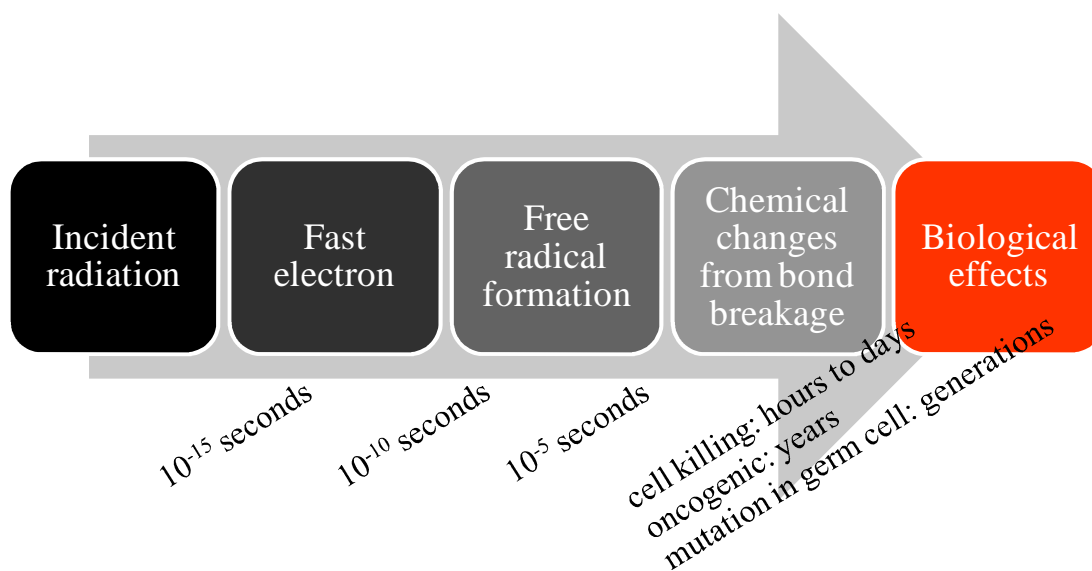 Incident
radiation
Fast
electron
Free
radical
formation
Chemical
changes
from bond
breakage
Biological
effects
10⁻¹⁵ seconds
10⁻¹⁰ seconds
10⁻⁵ seconds
cell killing: hours to days
oncogenic: years
mutation in germ cell: generations